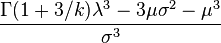 Γ(1 + 3/k)λ³ − 3μσ² − μ³
σ³